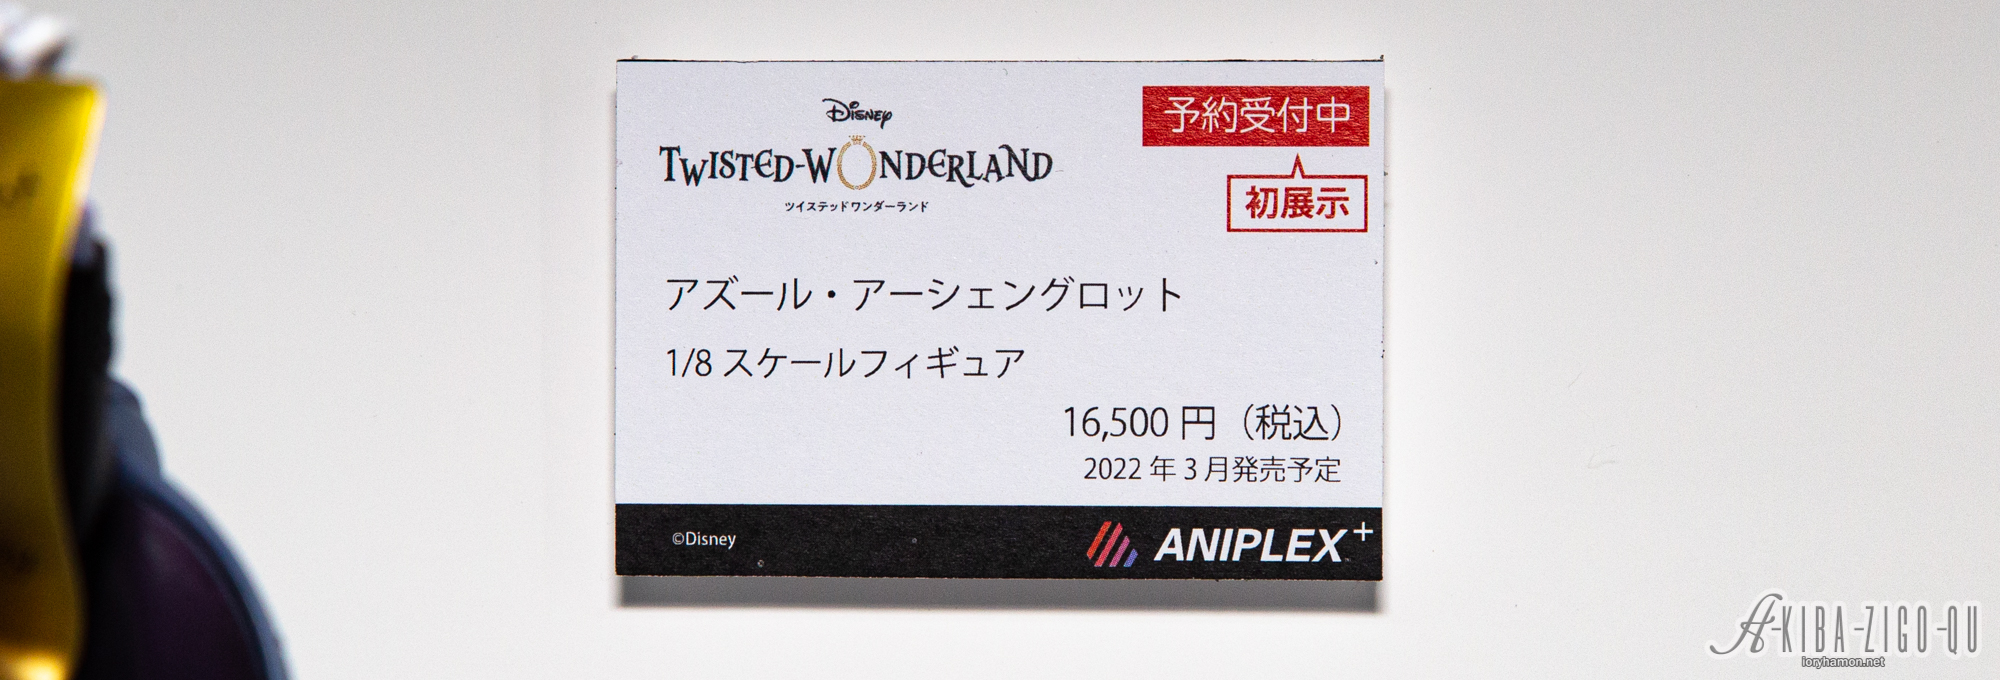 Disney
TWISTED-WONDERLAND
ツイステッドワンダーランド
予約受付中
初展示
アズール・アーシェングロット
1/8 スケールフィギュア
16,500 円（税込）
2022 年 3 月発売予定
©Disney
ANIPLEX+
A-KIBA-ZIGO-QU
ioryhamon.net